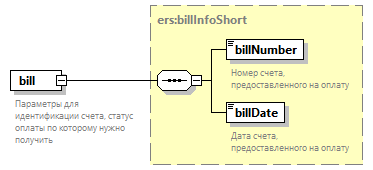 ers:billInfoShort
billNumber
Номер счета,
предоставленного на оплату
bill
Параметры для
идентификации счета, статус
оплаты по которому нужно
получить
billDate
Дата счета,
предоставленного на оплату